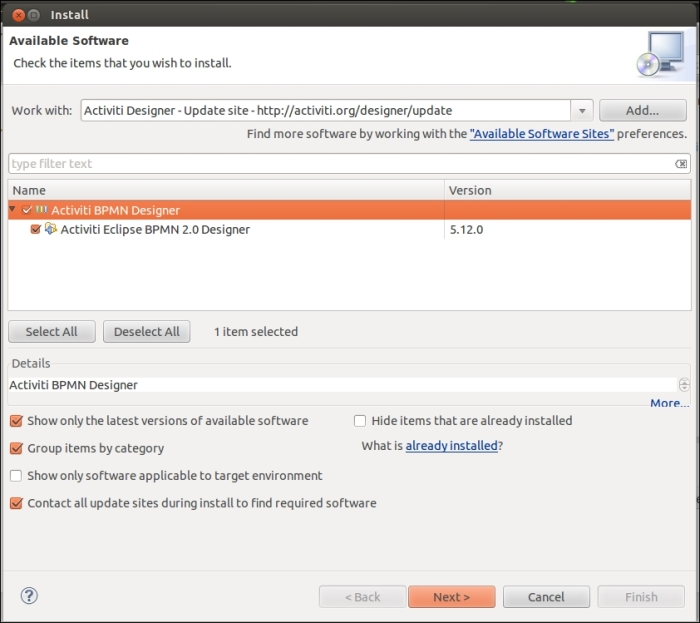 Install
Available Software
Check the items that you wish to install.
Work with: Activiti Designer - Update site - http://activiti.org/designer/update Add...
Find more software by working with the "Available Software Sites" preferences.
type filter text
Name Version
Activiti BPMN Designer
Activiti Eclipse BPMN 2.0 Designer 5.12.0
Select All Deselect All 1 item selected
Details
Activiti BPMN Designer
More...
Show only the latest versions of available software Hide items that are already installed
Group items by category What is already installed?
Show only software applicable to target environment
Contact all update sites during install to find required software
? < Back Next > Cancel Finish